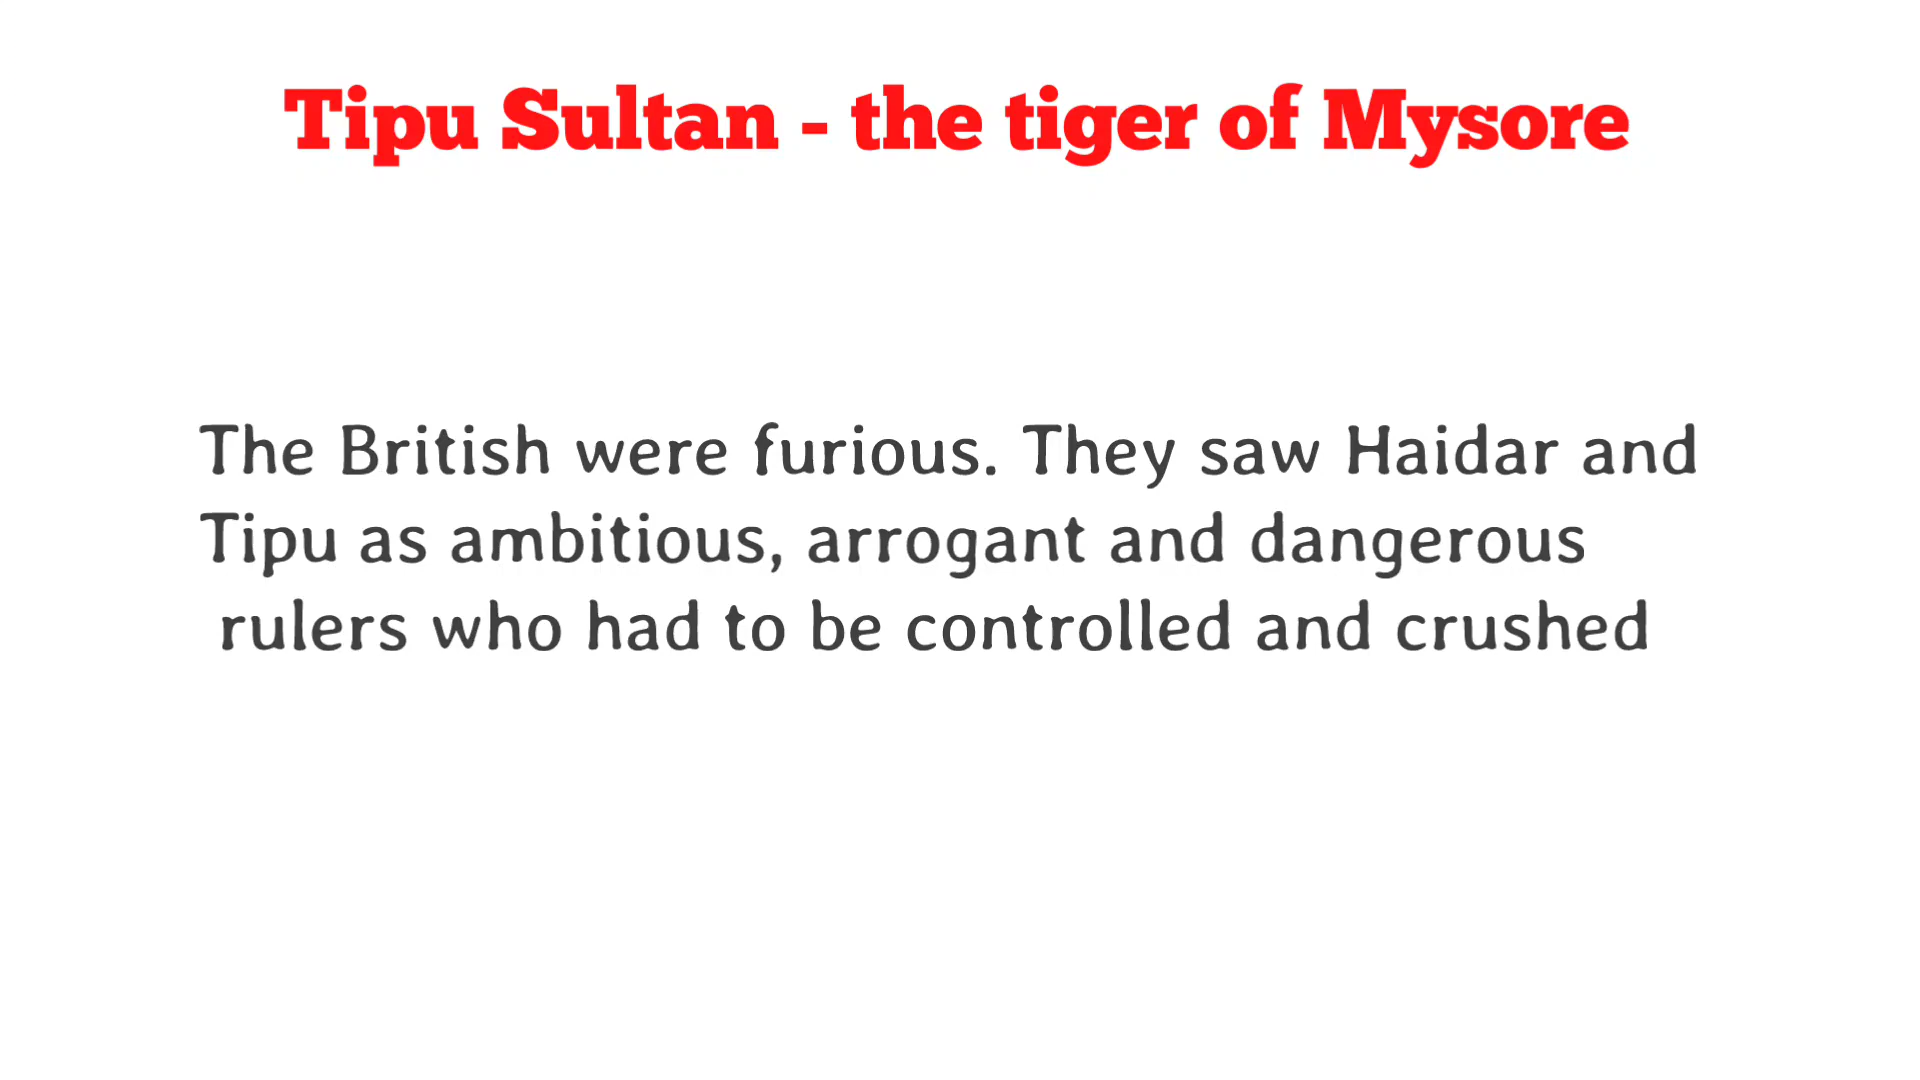 Tipu Sultan - the tiger of Mysore
The British were furious. They saw Haidar and
Tipu as ambitious, arrogant and dangerous
rulers who had to be controlled and crushed